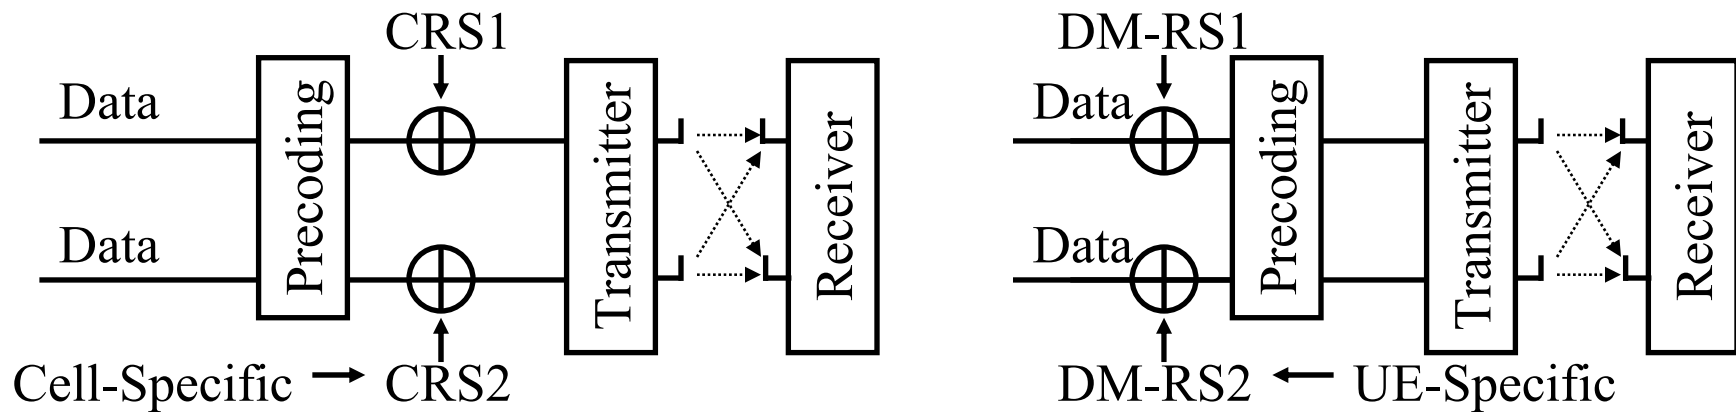 CRS1
Data
Data
Precoding
Transmitter
Receiver
Cell-Specific
CRS2
DM-RS1
Data
Data
Precoding
Transmitter
Receiver
DM-RS2
UE-Specific